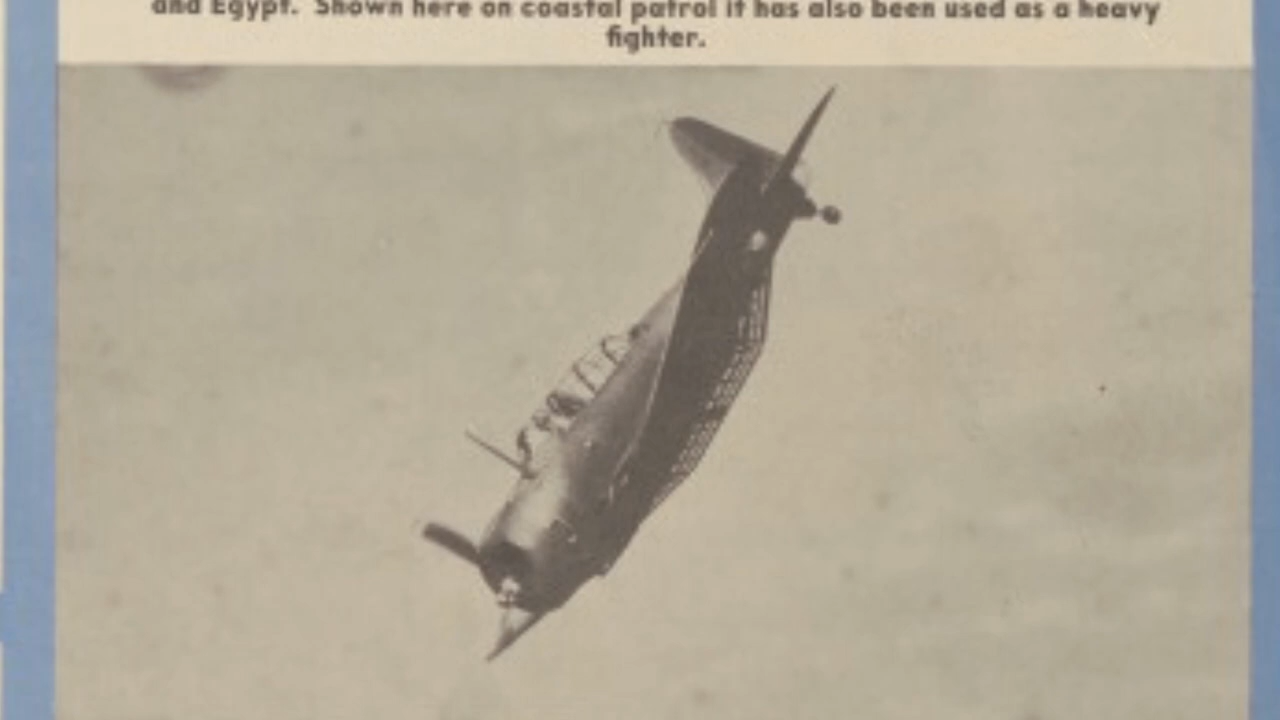 and Egypt. Shown here on coastal patrol it has also been used as a heavy
fighter.